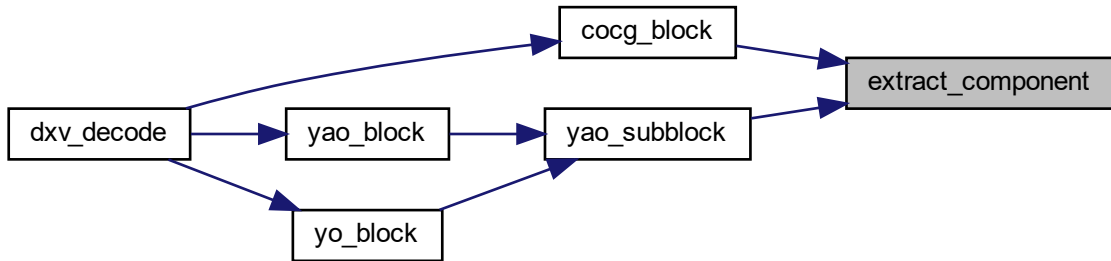 cocg_block
extract_component
dxv_decode
yao_block
yao_subblock
yo_block